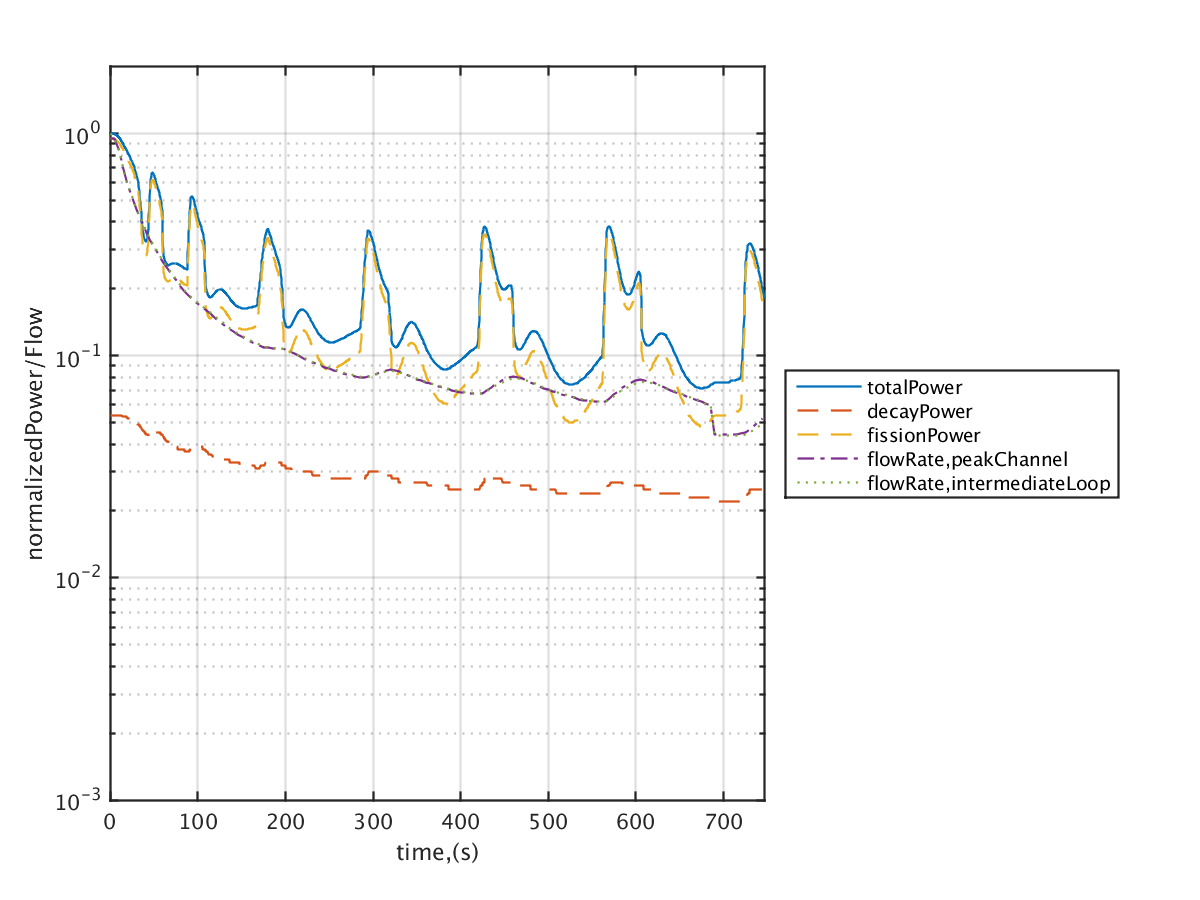 10^0
10^-1
10^-2
10^-3
normalizedPower/Flow
0 100 200 300 400 500 600 700
time,(s)
totalPower
decayPower
fissionPower
flowRate,peakChannel
flowRate,intermediateLoop